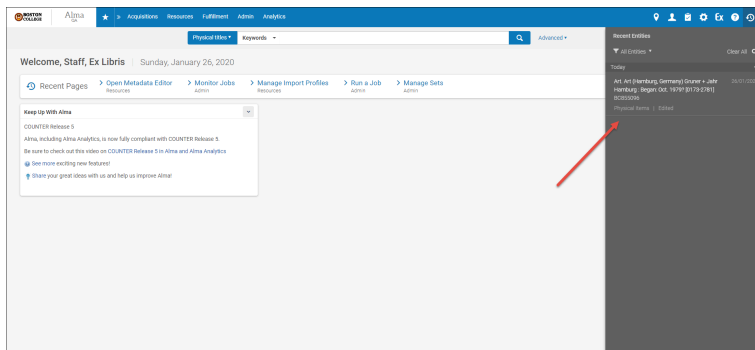 BOSTON COLLEGE
Alma
Acquisitions Resources Fulfillment Admin Analytics
Physical titles Keywords Advanced
Welcome, Staff, Ex Libris Sunday, January 26, 2020
Recent Pages
> Open Metadata Editor
Resources
> Monitor Jobs
Admin
> Manage Import Profiles
Resources
> Run a Job
Admin
> Manage Sets
Admin
Keep Up With Alma
COUNTER Release 5
Alma, including Alma Analytics, is now fully compliant with COUNTER Release 5.
Be sure to check out this video on COUNTER Release 5 in Alma and Alma Analytics
See more exciting new features!
Share your great ideas with us and help us improve Alma!
Ex
Recent Entities
All Entities Clear All
Today
Art. Art (Hamburg, Germany) Gruner + Jahr
Hamburg : Began: Oct. 1979? [0173-2781]
Physical Items | Edited